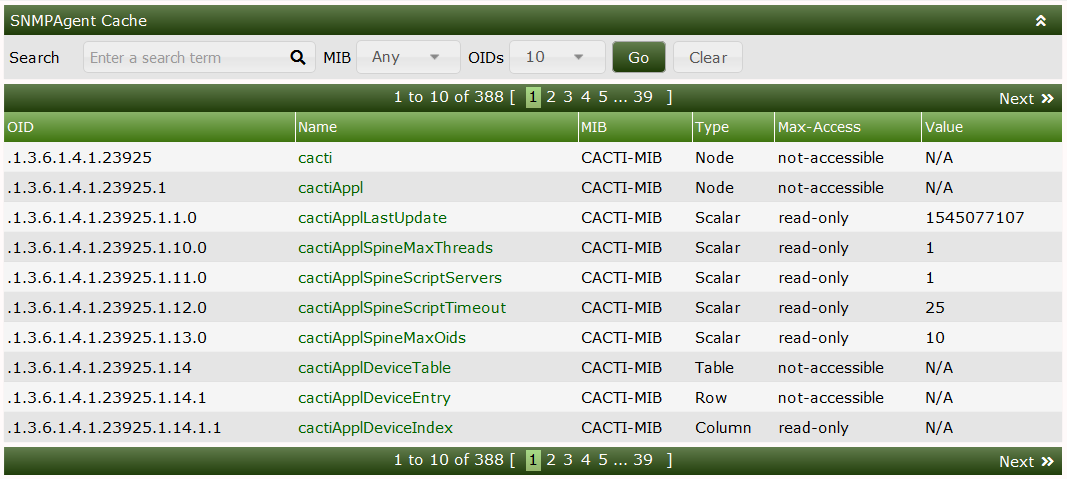 SNMPAgent Cache
Search Enter a search term MIB Any OIDs 10 Go Clear
1 to 10 of 388 [ 1 2 3 4 5 ... 39 ] Next
OID Name MIB Type Max-Access Value
.1.3.6.1.4.1.23925 cacti CACTI-MIB Node not-accessible N/A
.1.3.6.1.4.1.23925.1 cactiAppl CACTI-MIB Node not-accessible N/A
.1.3.6.1.4.1.23925.1.1.0 cactiApplLastUpdate CACTI-MIB Scalar read-only 1545077107
.1.3.6.1.4.1.23925.1.10.0 cactiApplSpineMaxThreads CACTI-MIB Scalar read-only 1
.1.3.6.1.4.1.23925.1.11.0 cactiApplSpineScriptServers CACTI-MIB Scalar read-only 1
.1.3.6.1.4.1.23925.1.12.0 cactiApplSpineScriptTimeout CACTI-MIB Scalar read-only 25
.1.3.6.1.4.1.23925.1.13.0 cactiApplSpineMaxOids CACTI-MIB Scalar read-only 10
.1.3.6.1.4.1.23925.1.14 cactiApplDeviceTable CACTI-MIB Table not-accessible N/A
.1.3.6.1.4.1.23925.1.14.1 cactiApplDeviceEntry CACTI-MIB Row not-accessible N/A
.1.3.6.1.4.1.23925.1.14.1.1 cactiApplDeviceIndex CACTI-MIB Column read-only N/A
1 to 10 of 388 [ 1 2 3 4 5 ... 39 ] Next